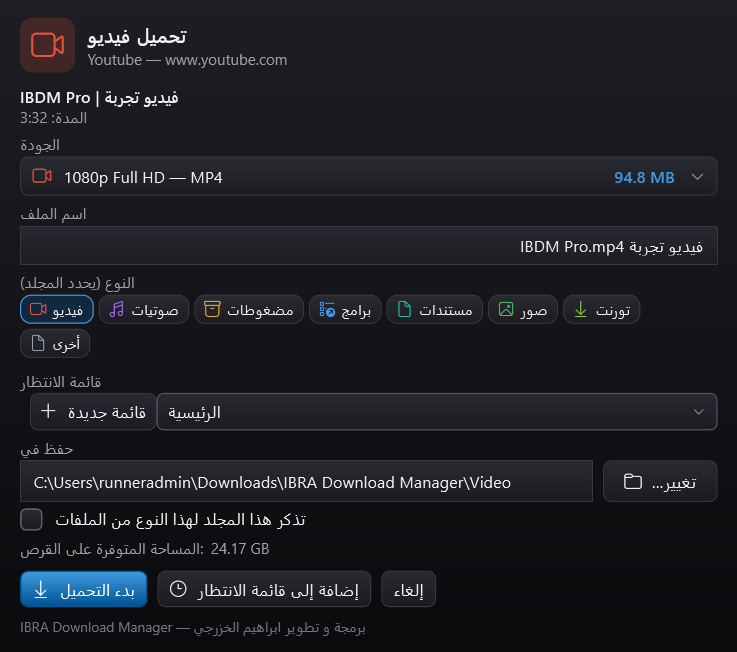 تحميل فيديو
Youtube — www.youtube.com
فيديو تجربة | IBDM Pro
المدة: 3:32
الجودة
1080p Full HD — MP4 94.8 MB
اسم الملف
فيديو تجربة IBDM Pro.mp4
النوع (يحدد المجلد)
فيديو صوتيات مضغوطات برامج مستندات صور تورنت
أخرى
قائمة الانتظار
قائمة جديدة الرئيسية
حفظ في
C:\Users\runneradmin\Downloads\IBRA Download Manager\Video تغيير...
تذكر هذا المجلد لهذا النوع من الملفات
المساحة المتوفرة على القرص: 24.17 GB
بدء التحميل إضافة إلى قائمة الانتظار إلغاء
IBRA Download Manager — برمجة و تطوير ابراهيم الخزرجي